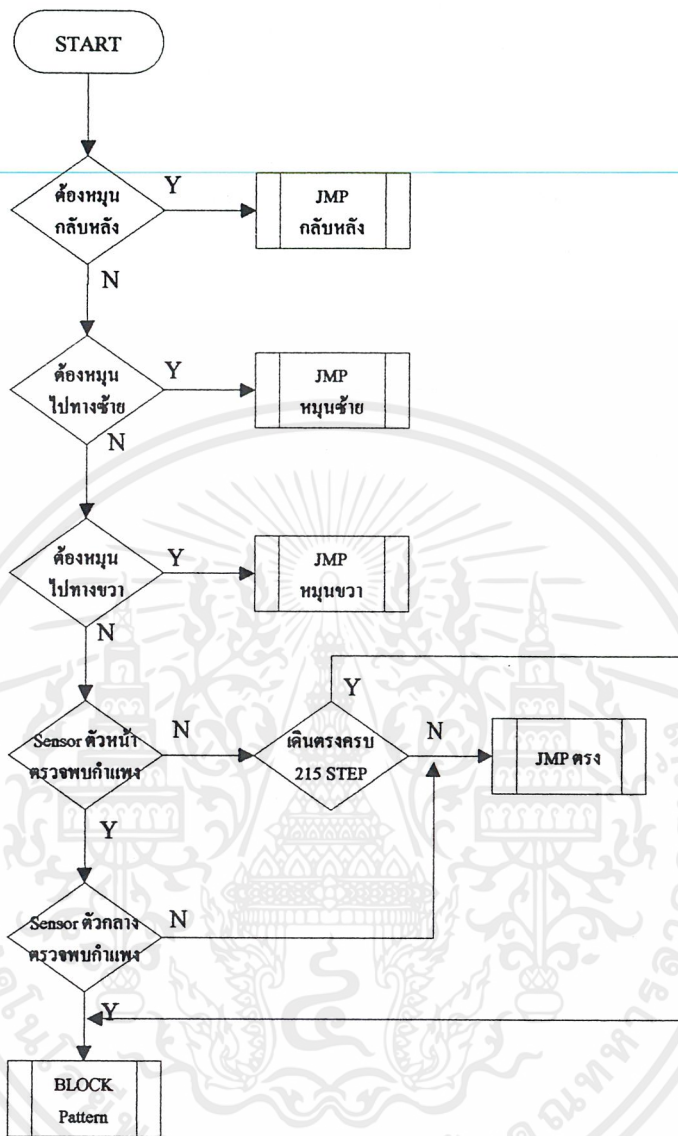 START
ต้องหมุน
กลับหลัง
Y
JMP
กลับหลัง
N
ต้องหมุน
ไปทางซ้าย
Y
JMP
หมุนซ้าย
N
ต้องหมุน
ไปทางขวา
Y
JMP
หมุนขวา
N
Sensor ตัวหน้า
ตรวจพบกำแพง
N
Y
เดินตรงครบ
215 STEP
N
JMP ตรง
Y
Sensor ตัวกลาง
ตรวจพบกำแพง
N
Y
BLOCK
Pattern